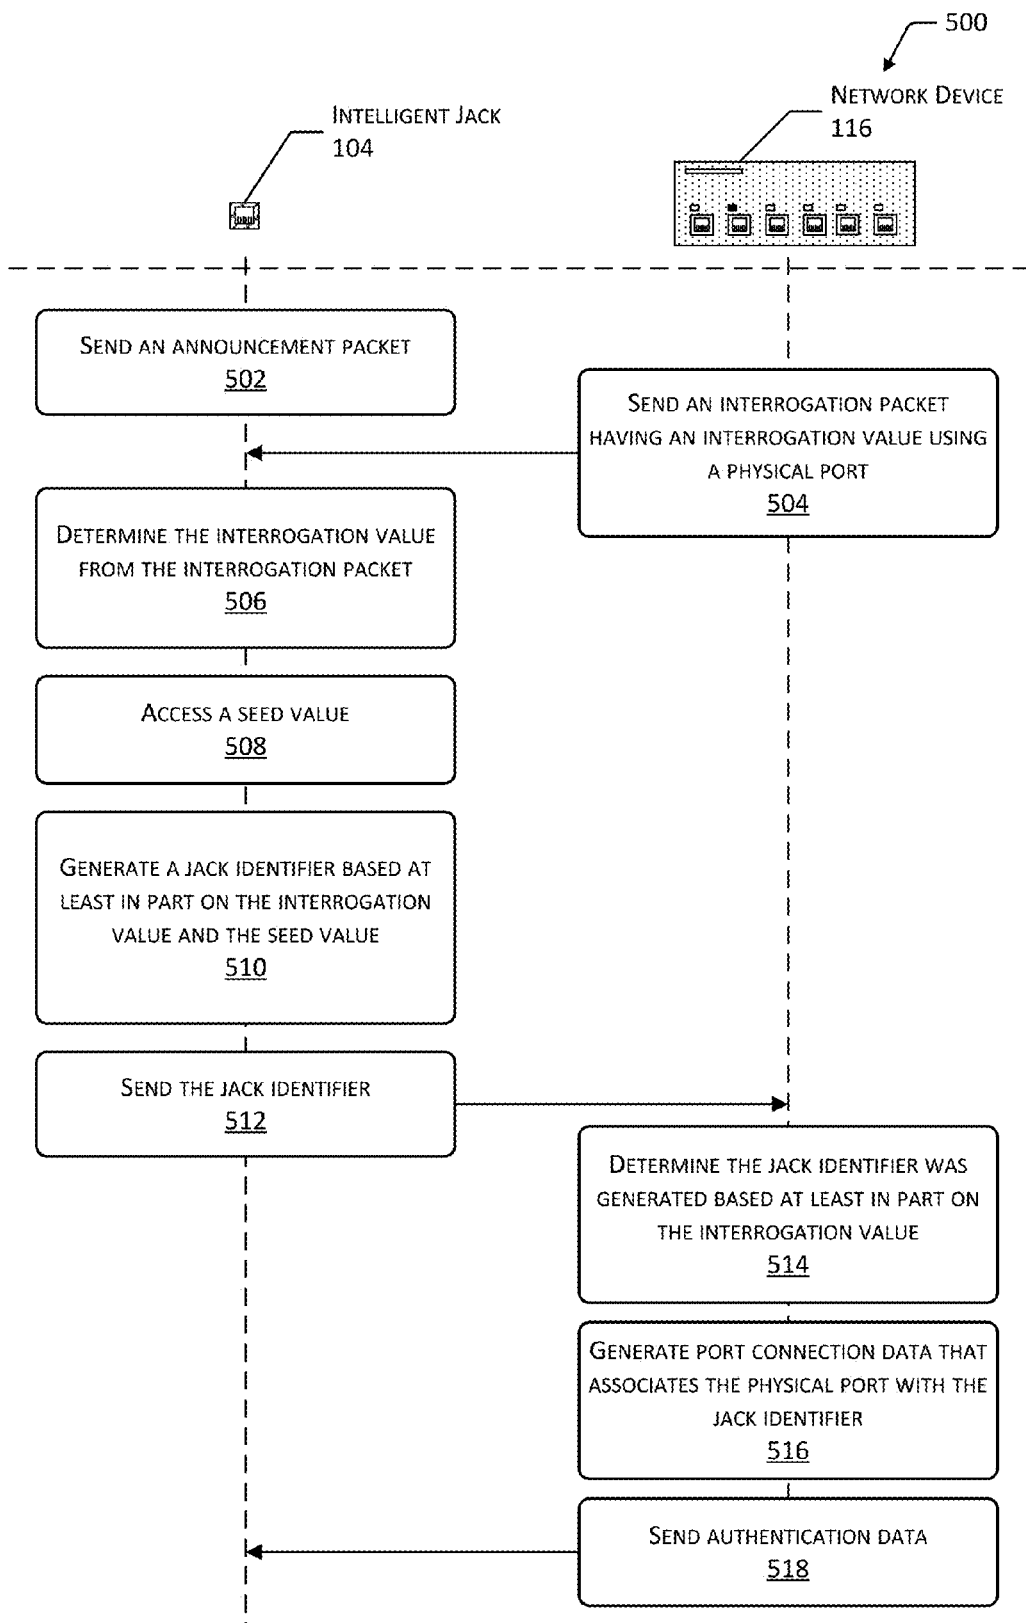 500
NETWORK DEVICE
116
INTELLIGENT JACK
104
SEND AN ANNOUNCEMENT PACKET
502
SEND AN INTERROGATION PACKET
HAVING AN INTERROGATION VALUE USING
A PHYSICAL PORT
504
DETERMINE THE INTERROGATION VALUE
FROM THE INTERROGATION PACKET
506
ACCESS A SEED VALUE
508
GENERATE A JACK IDENTIFIER BASED AT
LEAST IN PART ON THE INTERROGATION
VALUE AND THE SEED VALUE
510
SEND THE JACK IDENTIFIER
512
DETERMINE THE JACK IDENTIFIER WAS
GENERATED BASED AT LEAST IN PART ON
THE INTERROGATION VALUE
514
GENERATE PORT CONNECTION DATA THAT
ASSOCIATES THE PHYSICAL PORT WITH THE
JACK IDENTIFIER
516
SEND AUTHENTICATION DATA
518